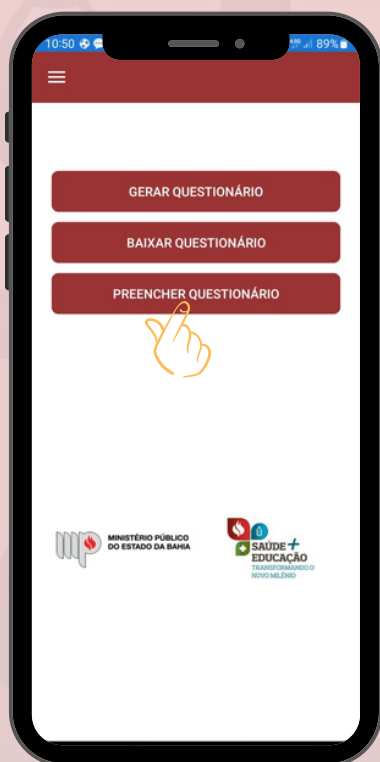 10:50
89%
GERAR QUESTIONÁRIO
BAIXAR QUESTIONÁRIO
PREENCHER QUESTIONÁRIO
MINISTÉRIO PÚBLICO
DO ESTADO DA BAHIA
SAÚDE+
EDUCAÇÃO
TRANSFORMANDO O
NOVO MILÊNIO